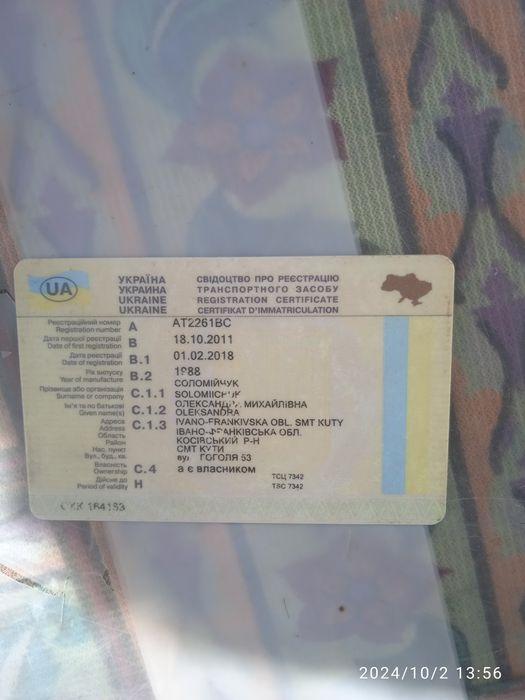 UA
УКРАЇНА
УКРАИНА
UKRAINE
UKRAINE
СВІДОЦТВО ПРО РЕЄСТРАЦІЮ
ТРАНСПОРТНОГО ЗАСОБУ
REGISTRATION CERTIFICATE
CERTIFIKAT D'IMMATRICULATION
Реєстраційний номер
Registration number A AT2261BC
Дата першої реєстрації
Date of first registration B 18.10.2011
Дата реєстрації
Date of registration B.1 01.02.2018
Рік випуску
Year of manufacture B.2 1988
Прізвище або організація
Surname or company C.1.1 СОЛОМІЙЧУК
SOLOMIICHUK
Ім'я та по батькові
Given name(s) C.1.2 ОЛЕКСАНДРА МИХАЙЛІВНА
OLEKSANDRA
Адреса
Address C.1.3 IVANO-FRANKIVSKA OBL. SMT KUTY
Область ІВАНО-ФРАНКІВСЬКА ОБЛ.
Район КОСІВСЬКИЙ Р-Н
Нас. пункт СМТ КУТИ
Вул., буд., кв. вул ГОГОЛЯ 53
Власність
Ownership C.4 а є власником
Дійсне до
Period of validity H
ТСЦ 7342
TSC 7342
164183
2024/10/2 13:56